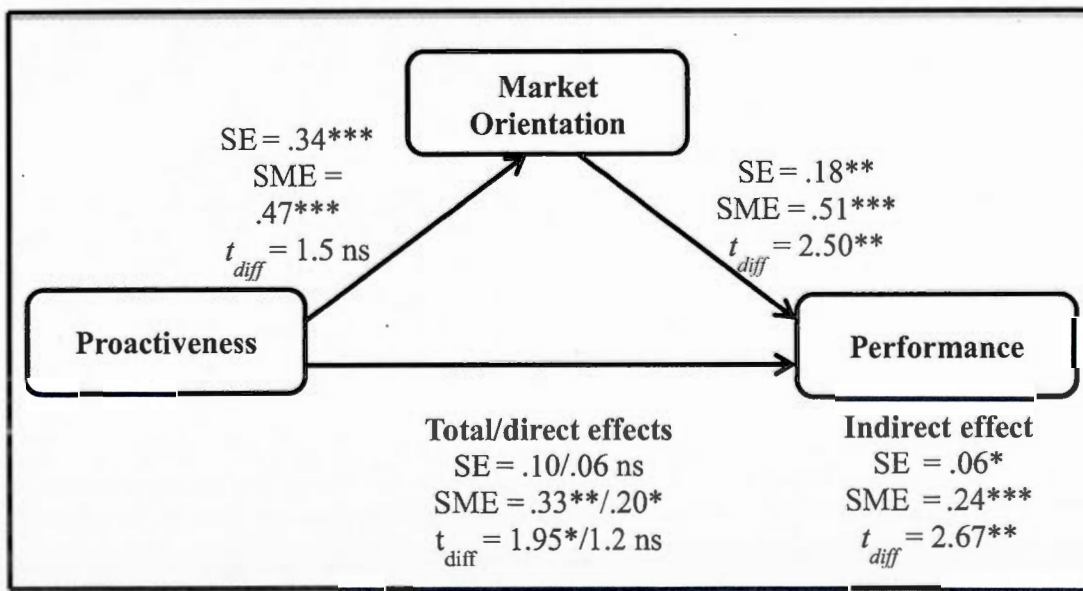 Market
Orientation
SE = .34***
SME =
.47***
t_diff = 1.5 ns
SE = .18**
SME = .51***
t_diff = 2.50**
Proactiveness
Performance
Total/direct effects
SE = .10/.06 ns
SME = .33**/.20*
t_diff = 1.95*/1.2 ns
Indirect effect
SE = .06*
SME = .24***
t_diff = 2.67**